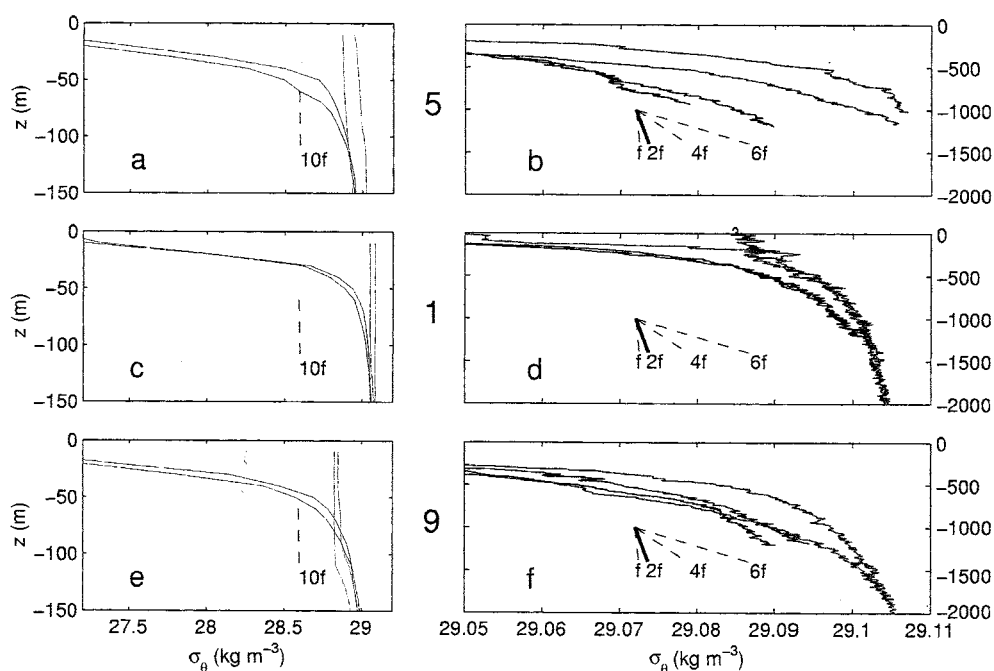 0
−50
−100
−150
z (m)
a
10f
5
b
f 2f 4f 6f
0
−500
−1000
−1500
−2000
0
−50
−100
−150
z (m)
c
10f
1
d
f 2f 4f 6f
0
−500
−1000
−1500
−2000
0
−50
−100
−150
z (m)
e
10f
9
f
f 2f 4f 6f
0
−500
−1000
−1500
−2000
27.5 28 28.5 29
σθ (kg m−3)
29.05 29.06 29.07 29.08 29.09 29.1 29.11
σθ (kg m−3)